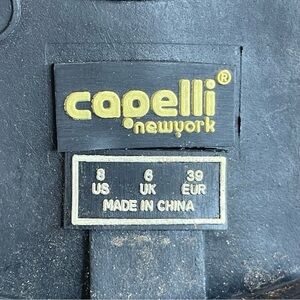 capelli®
newyork
8 6 39
US UK EUR
MADE IN CHINA